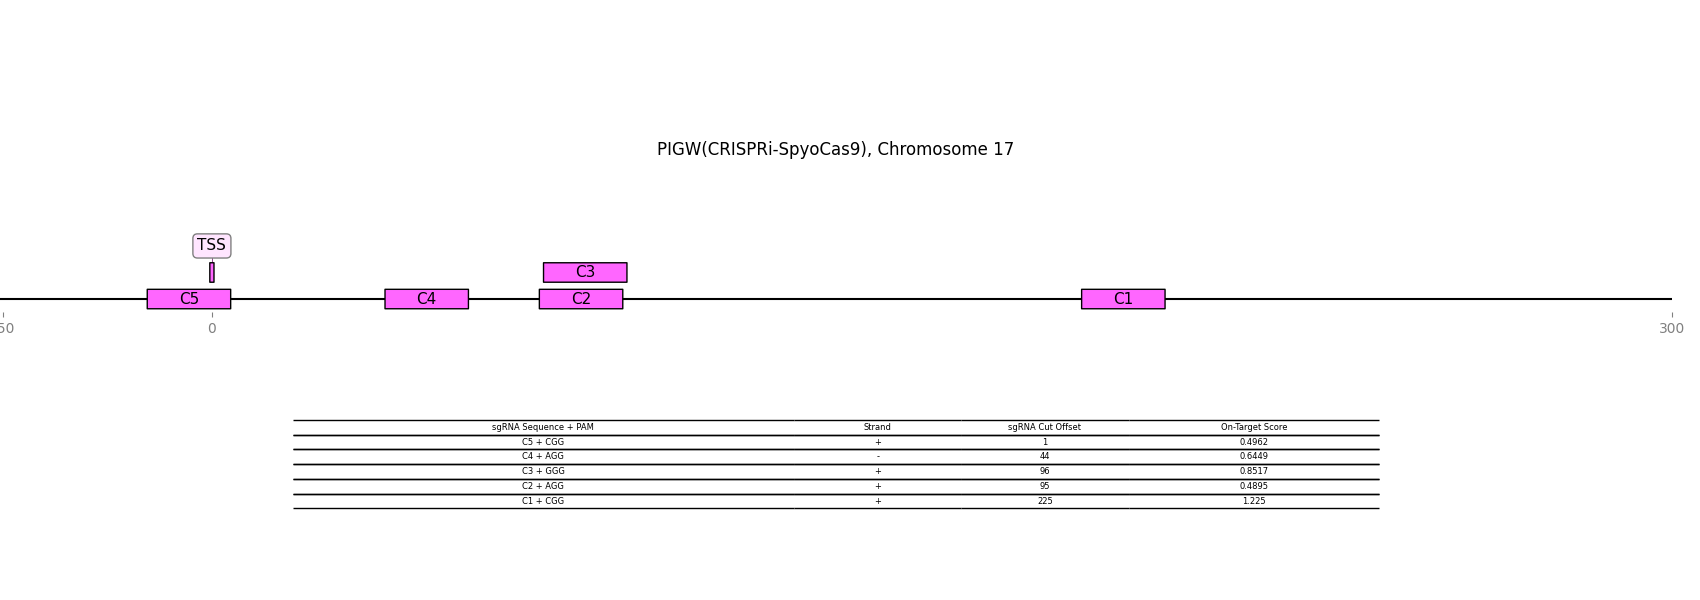 PIGW(CRISPRi-SpyoCas9), Chromosome 17
TSS
C3
C5 C4 C2 C1
50 0 300
sgRNA Sequence + PAM Strand sgRNA Cut Offset On-Target Score
C5 + CGG + 1 0.4962
C4 + AGG - 44 0.6449
C3 + GGG + 96 0.8517
C2 + AGG + 95 0.4895
C1 + CGG + 225 1.225